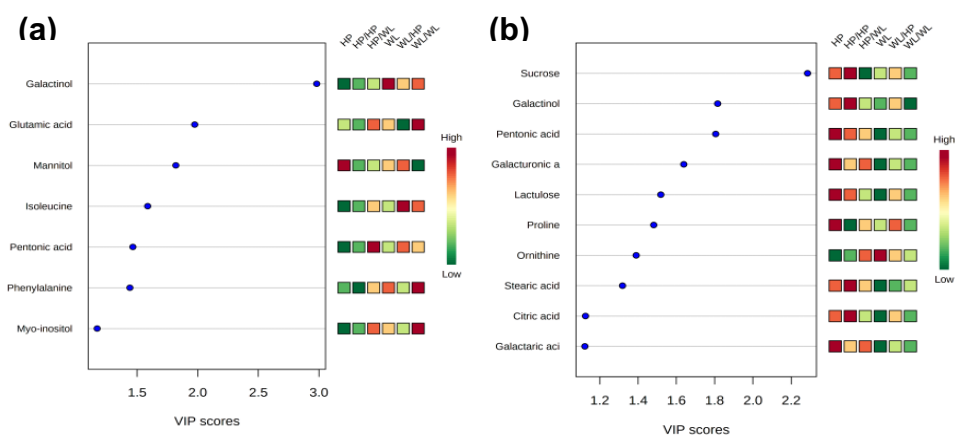 (a)
HP HP/HP HP/WL WL WL/HP WL/WL
Galactinol
Glutamic acid
Mannitol
Isoleucine
Pentonic acid
Phenylalanine
Myo-inositol
High
Low
1.5 2.0 2.5 3.0
VIP scores
(b)
HP HP/HP HP/WL WL WL/HP WL/WL
Sucrose
Galactinol
Pentonic acid
Galacturonic a
Lactulose
Proline
Ornithine
Stearic acid
Citric acid
Galactaric aci
High
Low
1.2 1.4 1.6 1.8 2.0 2.2
VIP scores